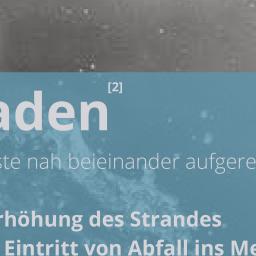 aden [2]
ste nah beieinander aufgere
rhöhung des Strandes
Eintritt von Abfall ins Me